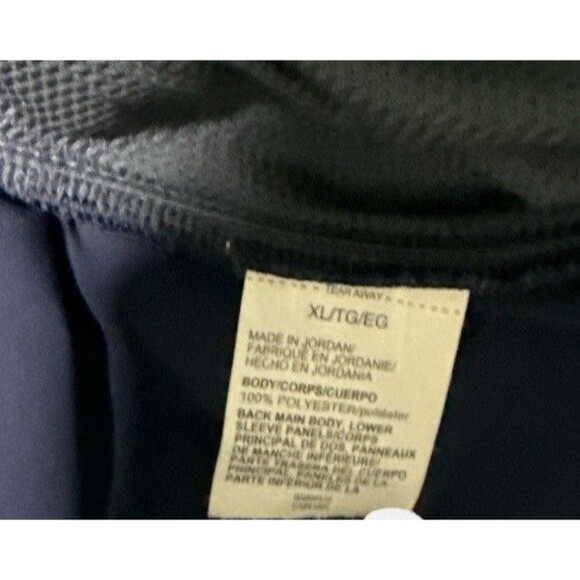 TEAR AWAY
XL/TG/EG
MADE IN JORDAN/
FABRIQUÉ EN JORDANIE/
HECHO EN JORDANIA
BODY/CORPS/CUERPO
100% POLYESTER/poliéster
BACK MAIN BODY, LOWER
SLEEVE PANELS/CORPS
PRINCIPAL DE DOS, PANNEAUX
DE MANCHE INFÉRIEURE/
PARTE TRASERA DEL CUERPO
PRINCIPAL, PANELES DE LA
PARTE INFERIOR DE LA